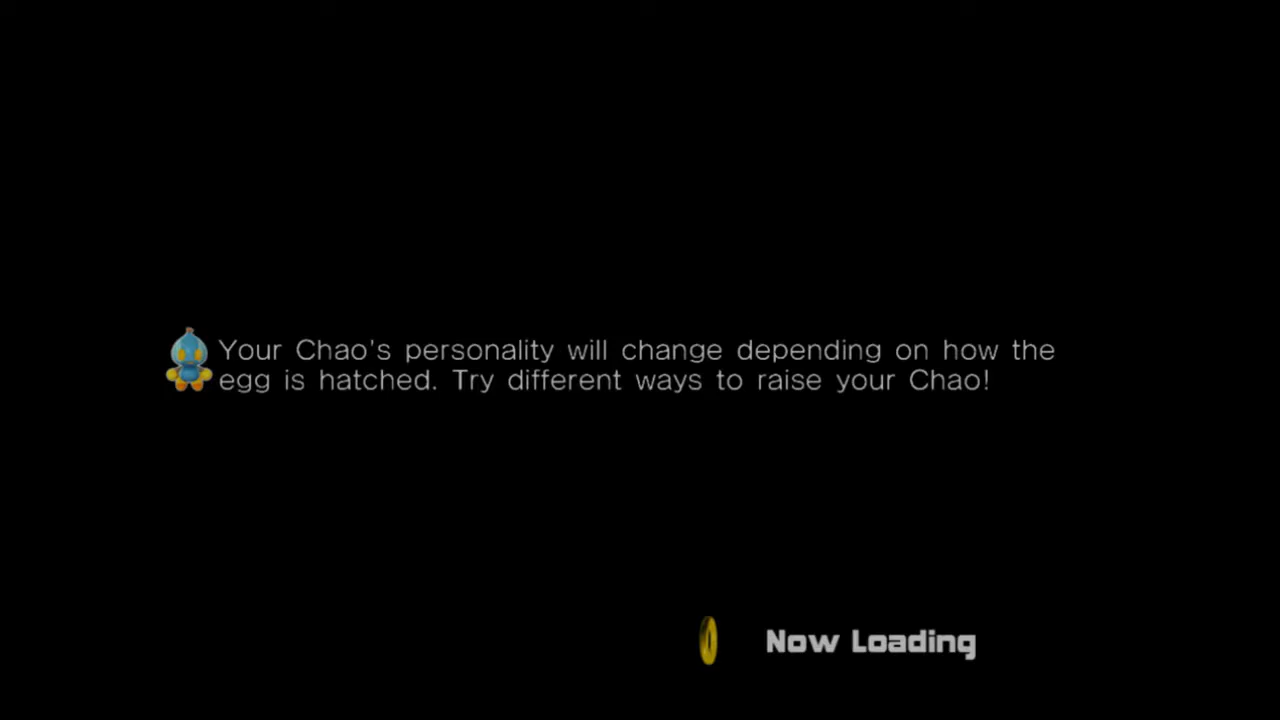 Your Chao's personality will change depending on how the
egg is hatched. Try different ways to raise your Chao!
Now Loading